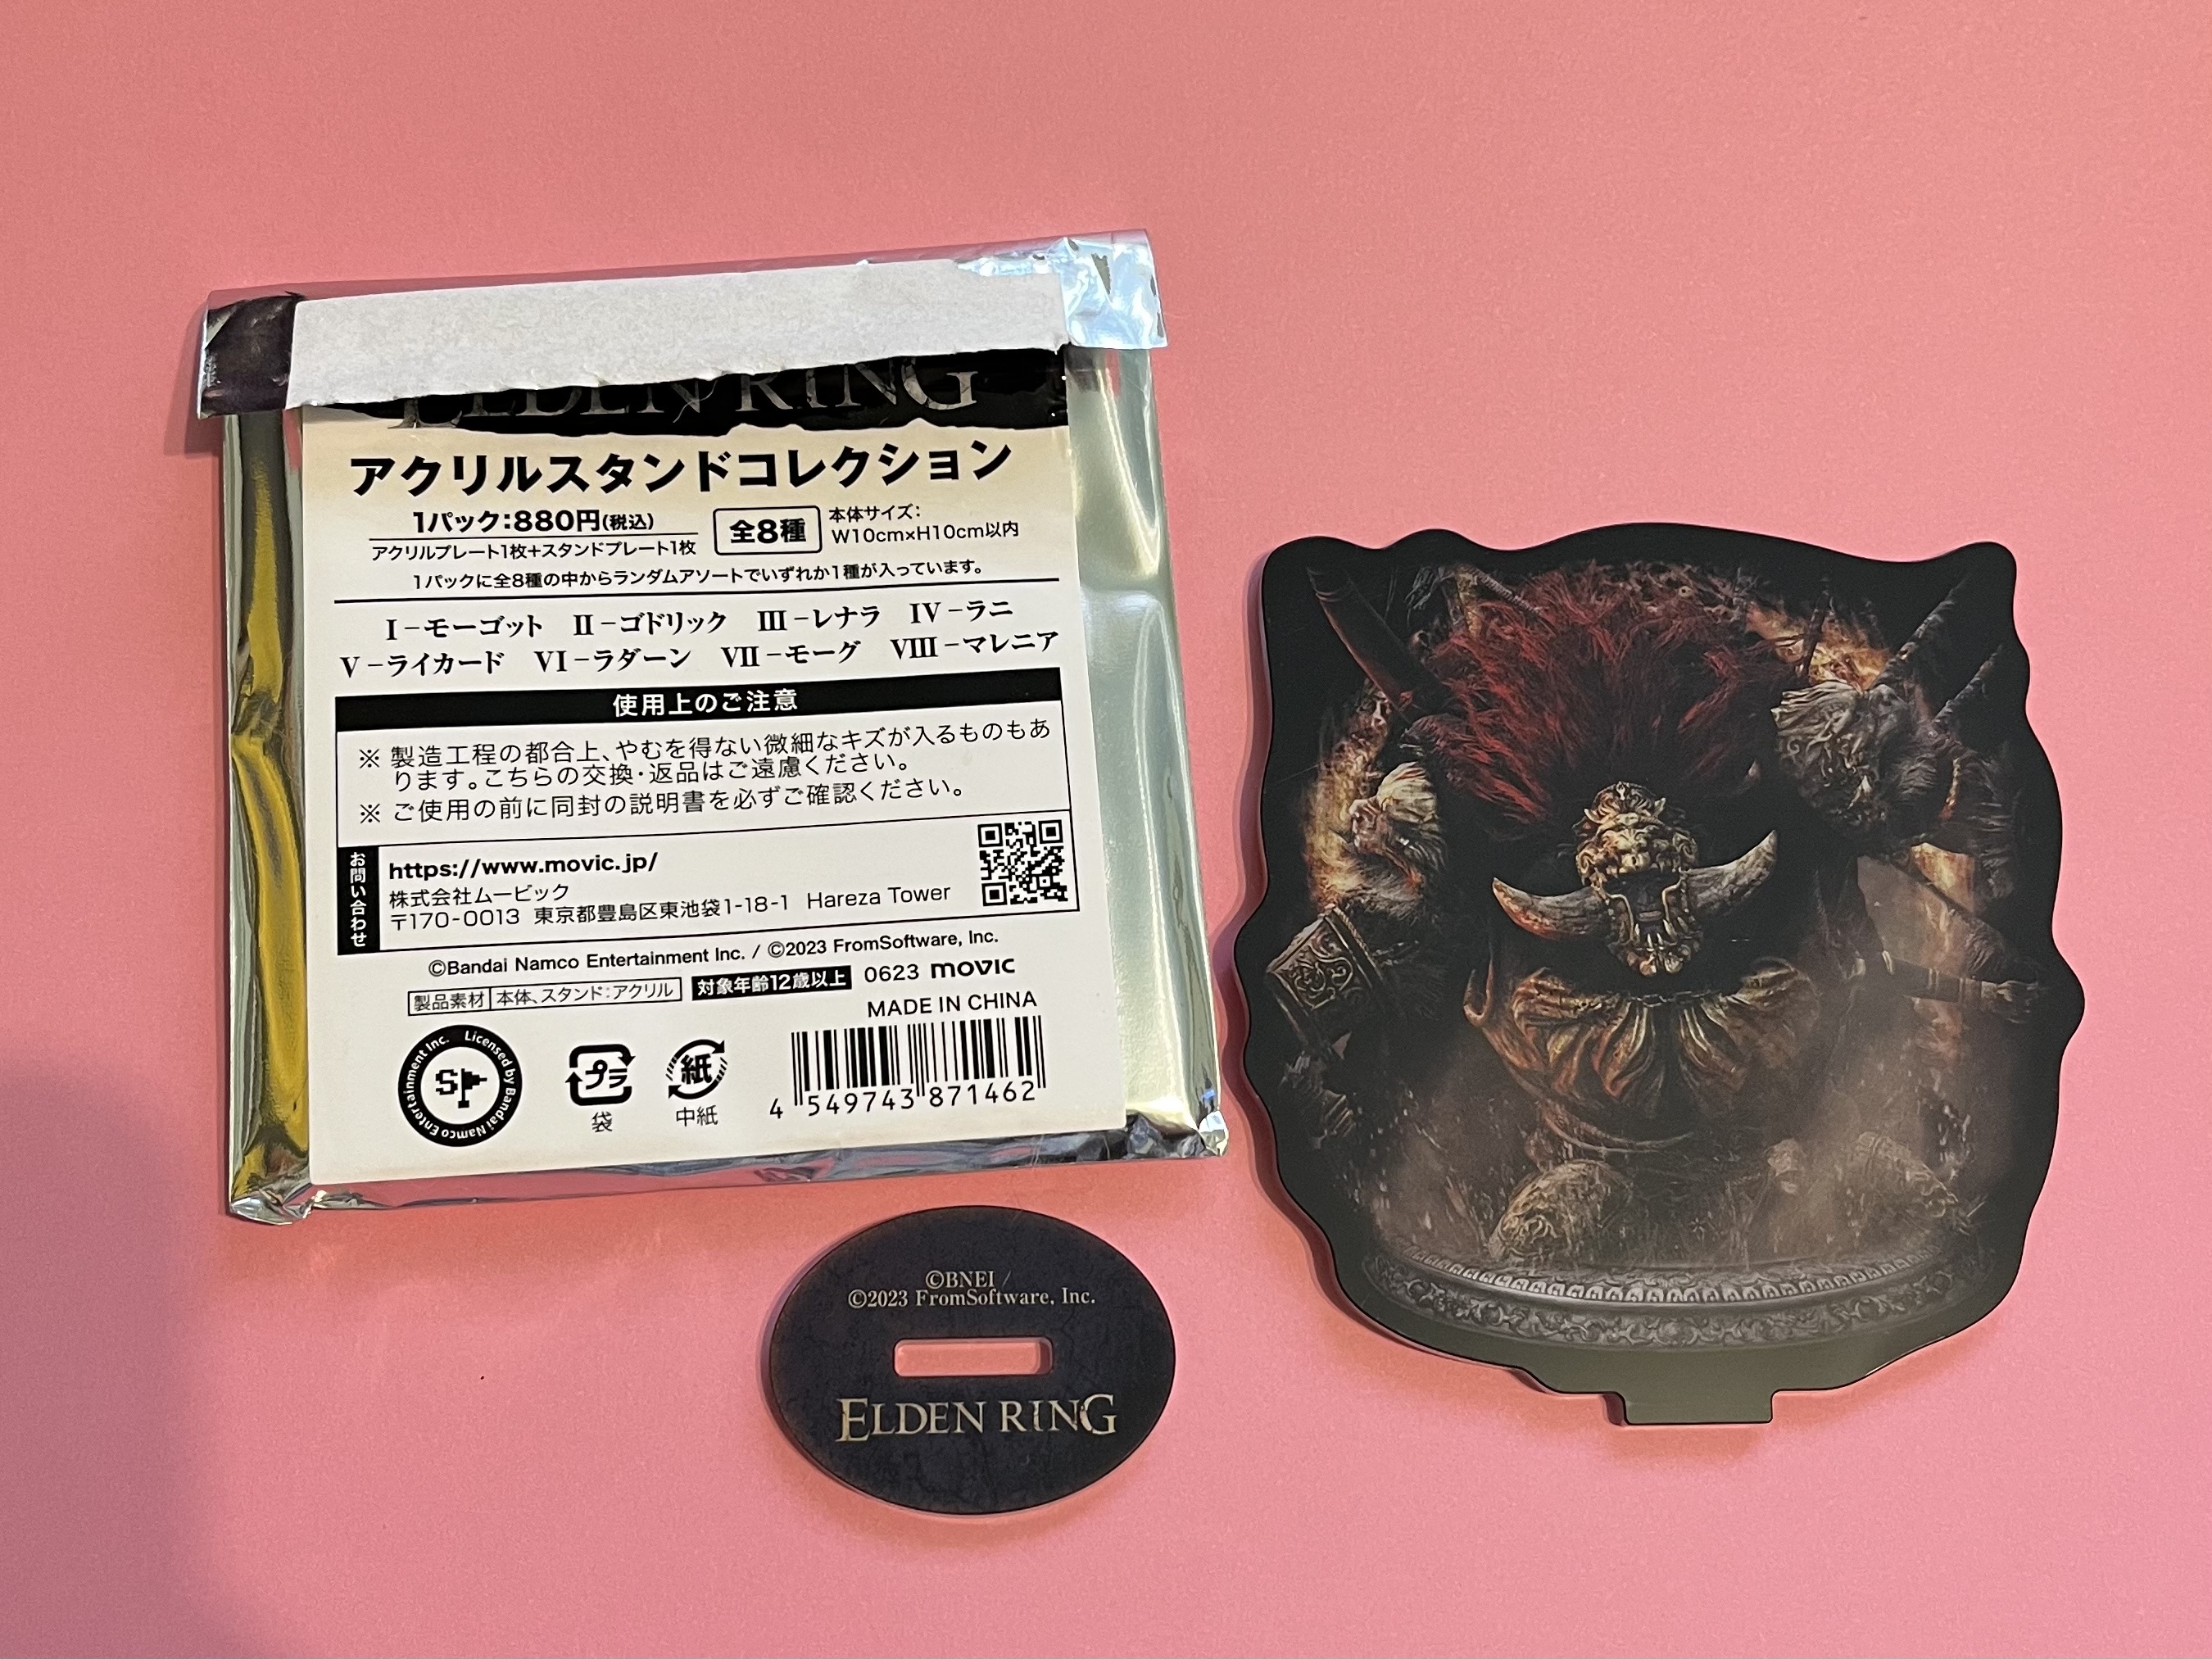 ELDEN RING
アクリルスタンドコレクション
1パック:880円(税込)
アクリルプレート1枚+スタンドプレート1枚
全8種
本体サイズ:
W10cm×H10cm以内
1パックに全8種の中からランダムアソートでいずれか1種が入っています。
I-モーゴット II-ゴドリック III-レナラ IV-ラニ
V-ライカード VI-ラダーン VII-モーグ VIII-マレニア
使用上のご注意
※ 製造工程の都合上、やむを得ない微細なキズが入るものもあ
ります。こちらの交換・返品はご遠慮ください。
※ ご使用の前に同封の説明書を必ずご確認ください。
お問い合わせ
https://www.movic.jp/
株式会社ムービック
〒170-0013 東京都豊島区東池袋1-18-1 Hareza Tower
©Bandai Namco Entertainment Inc. / ©2023 FromSoftware, Inc.
製品素材 本体、スタンド:アクリル 対象年齢12歳以上 0623 movic
MADE IN CHINA
Licensed by Bandai Namco Entertainment Inc.
SP
プラ
袋
紙
中紙
4 549743 871462
©BNEI /
©2023 FromSoftware, Inc.
ELDEN RING